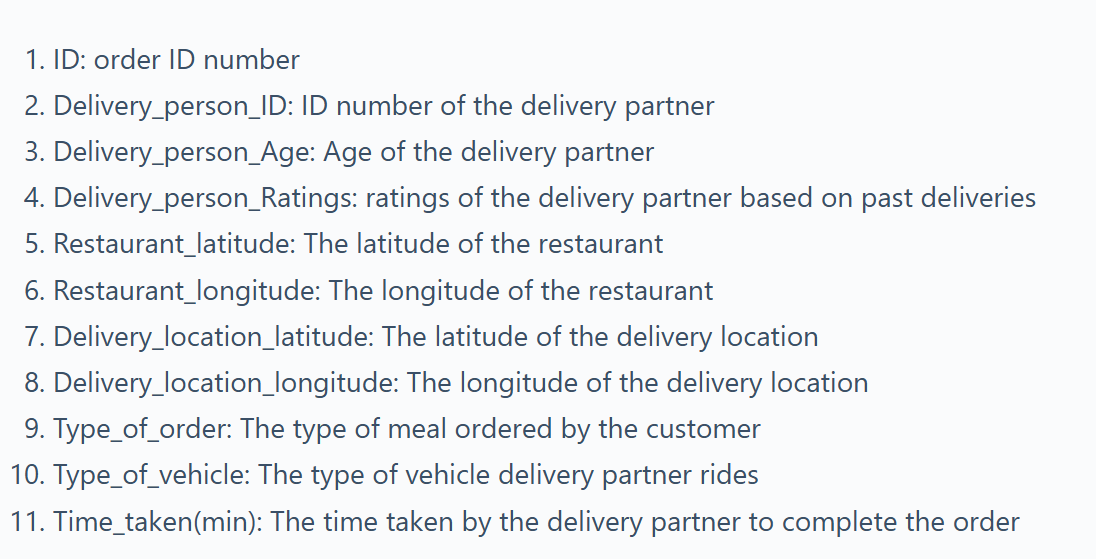 1. ID: order ID number
2. Delivery_person_ID: ID number of the delivery partner
3. Delivery_person_Age: Age of the delivery partner
4. Delivery_person_Ratings: ratings of the delivery partner based on past deliveries
5. Restaurant_latitude: The latitude of the restaurant
6. Restaurant_longitude: The longitude of the restaurant
7. Delivery_location_latitude: The latitude of the delivery location
8. Delivery_location_longitude: The longitude of the delivery location
9. Type_of_order: The type of meal ordered by the customer
10. Type_of_vehicle: The type of vehicle delivery partner rides
11. Time_taken(min): The time taken by the delivery partner to complete the order